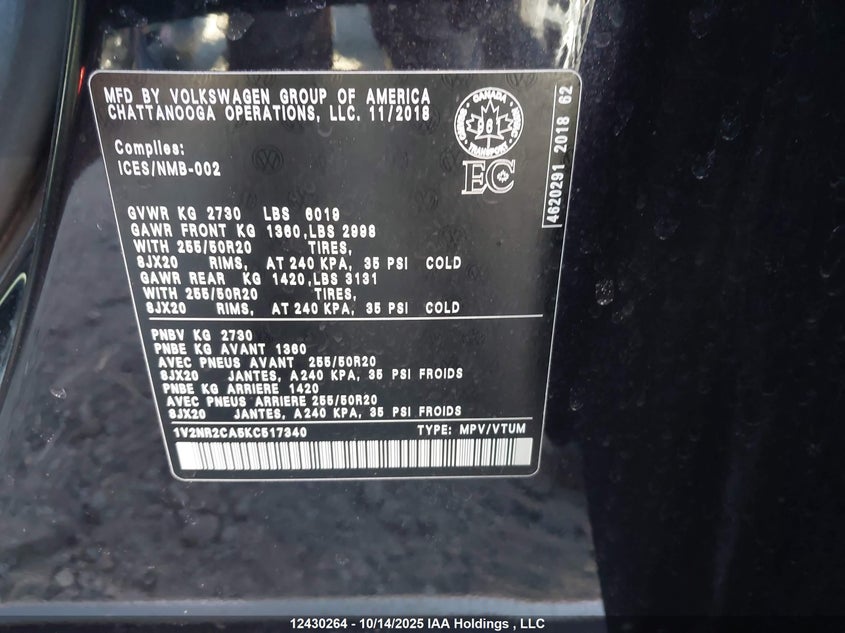 MFD BY VOLKSWAGEN GROUP OF AMERICA
CHATTANOOGA OPERATIONS, LLC. 11/2018
Complies:
ICES/NMB-002
CANADA
TRANSPORT
EC
4620291 2018 62
GVWR KG 2730 LBS 6019
GAWR FRONT KG 1360,LBS 2998
WITH 255/50R20 TIRES,
8JX20 RIMS, AT 240 KPA, 35 PSI COLD
GAWR REAR KG 1420,LBS 3131
WITH 255/50R20 TIRES,
8JX20 RIMS, AT 240 KPA, 35 PSI COLD
PNBV KG 2730
PNBE KG AVANT 1360
AVEC PNEUS AVANT 255/50R20
8JX20 JANTES, A 240 KPA, 35 PSI FROIDS
PNBE KG ARRIERE 1420
AVEC PNEUS ARRIERE 255/50R20
8JX20 JANTES, A 240 KPA, 35 PSI FROIDS
1V2NR2CA5KC517340 TYPE: MPV/VTUM
12430264 - 10/14/2025 IAA Holdings , LLC